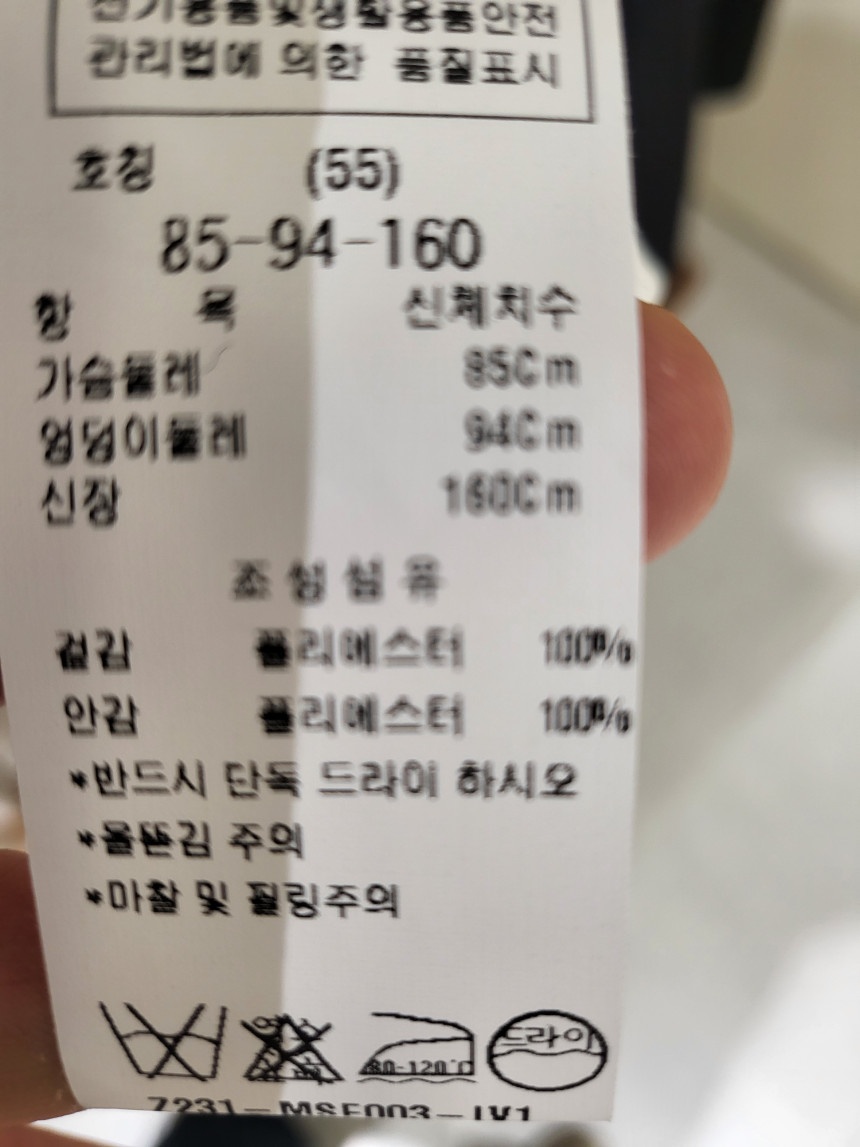 전기용품및생활용품안전
관리법에 의한 품질표시
호칭 (55)
85-94-160
항 목 신체치수
가슴둘레 85Cm
엉덩이둘레 94Cm
신장 160Cm
조성섬유
겉감 폴리에스터 100%
안감 폴리에스터 100%
*반드시 단독 드라이 하시오
*올뜯김 주의
*마찰 및 필링주의
80-120℃ 드라이
7231-MSE003-IV1